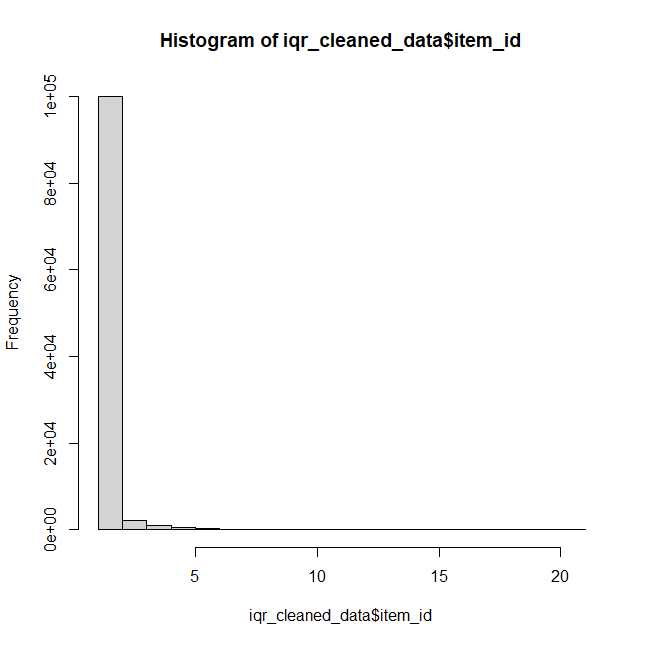 Histogram of iqr_cleaned_data$item_id
1e+05
8e+04
6e+04
4e+04
2e+04
0e+00
Frequency
5 10 15 20
iqr_cleaned_data$item_id